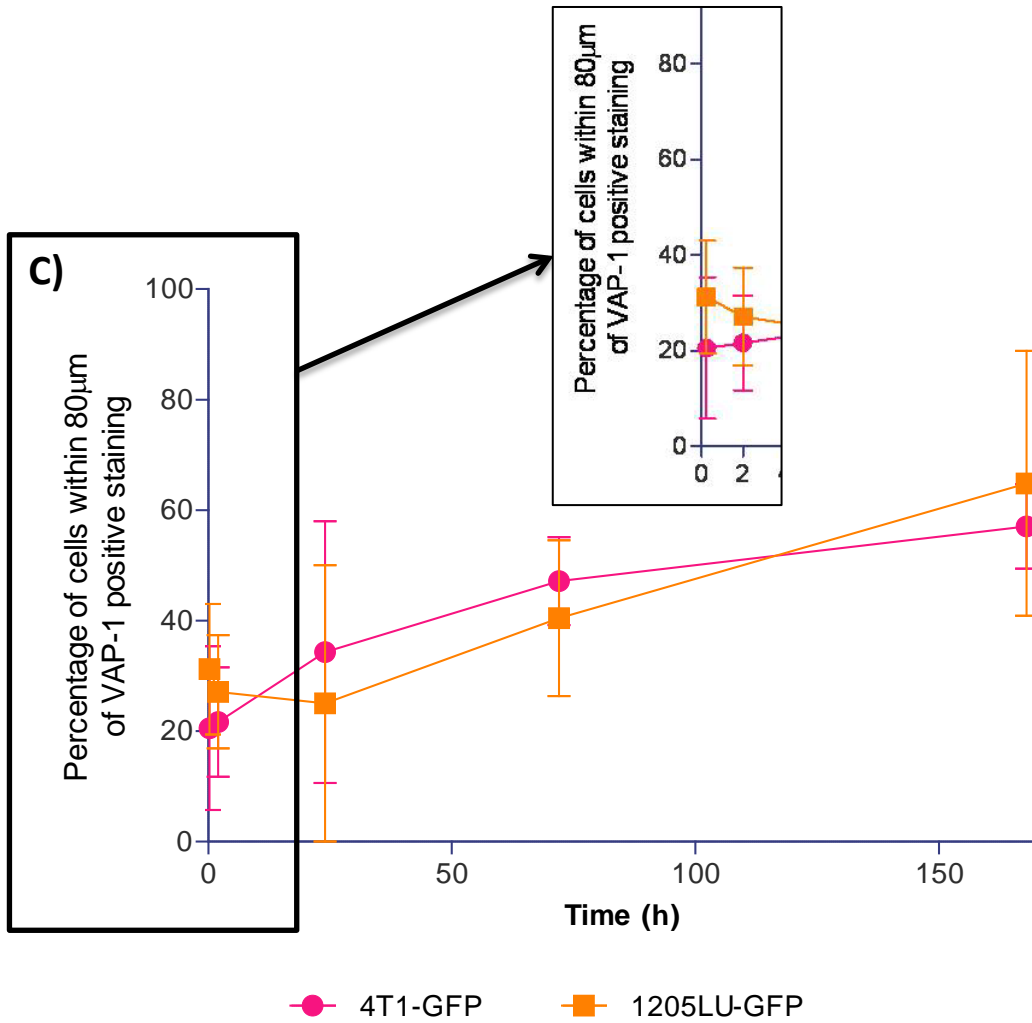 C)
Percentage of cells within 80µm
of VAP-1 positive staining
100
80
60
40
20
0
0
50
100
150
Time (h)
Percentage of cells within 80µm
of VAP-1 positive staining
80
60
40
20
0
0
2
4T1-GFP
1205LU-GFP